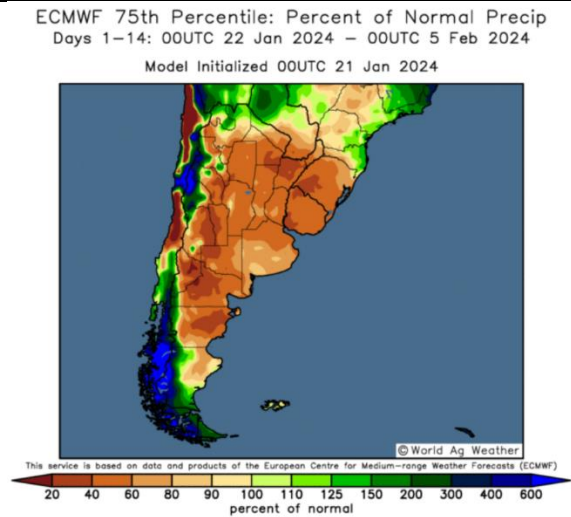 ECMWF 75th Percentile: Percent of Normal Precip
Days 1–14: 00UTC 22 Jan 2024 – 00UTC 5 Feb 2024
Model Initialized 00UTC 21 Jan 2024
©World Ag Weather
This service is based on data and products of the European Centre for Medium-range Weather Forecasts (ECMWF)
20 40 60 80 90 100 110 125 150 200 300 400 600
percent of normal